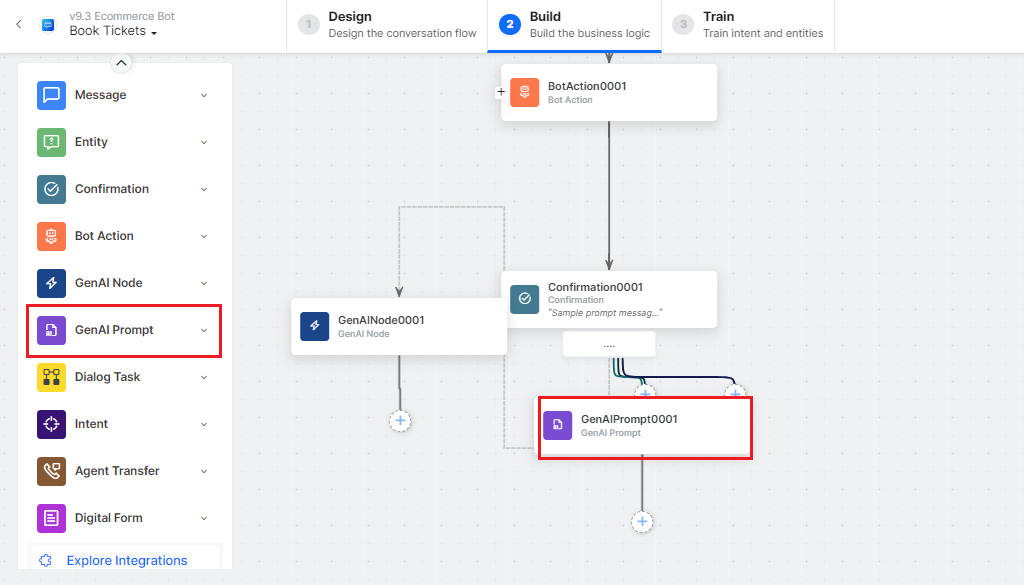 v9.3 Ecommerce Bot
Book Tickets
1
Design
Design the conversation flow
2
Build
Build the business logic
3
Train
Train intent and entities
Message
Entity
Confirmation
Bot Action
GenAI Node
GenAI Prompt
Dialog Task
Intent
Agent Transfer
Digital Form
Explore Integrations
BotAction0001
Bot Action
Confirmation0001
Confirmation
"Sample prompt messag..."
....
GenAINode0001
GenAI Node
GenAIPrompt0001
GenAI Prompt